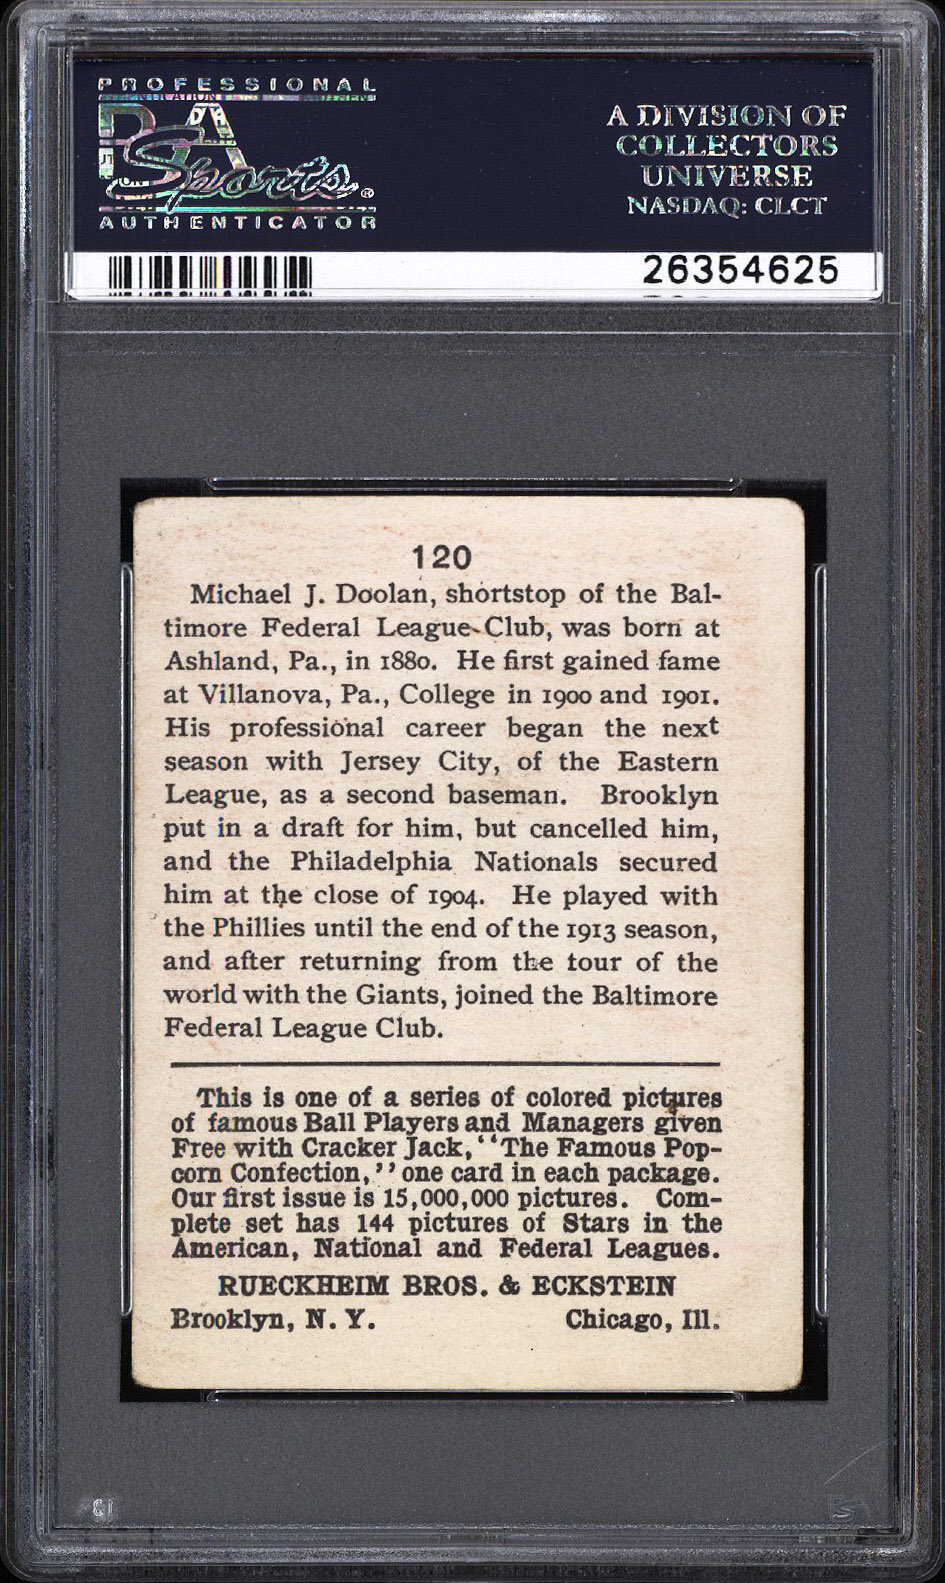 PROFESSIONAL
PSA
Sports®
AUTHENTICATOR
A DIVISION OF
COLLECTORS
UNIVERSE
NASDAQ: CLCT
26354625
120
Michael J. Doolan, shortstop of the Bal-
timore Federal League Club, was born at
Ashland, Pa., in 1880. He first gained fame
at Villanova, Pa., College in 1900 and 1901.
His professional career began the next
season with Jersey City, of the Eastern
League, as a second baseman. Brooklyn
put in a draft for him, but cancelled him,
and the Philadelphia Nationals secured
him at the close of 1904. He played with
the Phillies until the end of the 1913 season,
and after returning from the tour of the
world with the Giants, joined the Baltimore
Federal League Club.
This is one of a series of colored pictures
of famous Ball Players and Managers given
Free with Cracker Jack, "The Famous Pop-
corn Confection," one card in each package.
Our first issue is 15,000,000 pictures. Com-
plete set has 144 pictures of Stars in the
American, National and Federal Leagues.
RUECKHEIM BROS. & ECKSTEIN
Brooklyn, N. Y. Chicago, Ill.